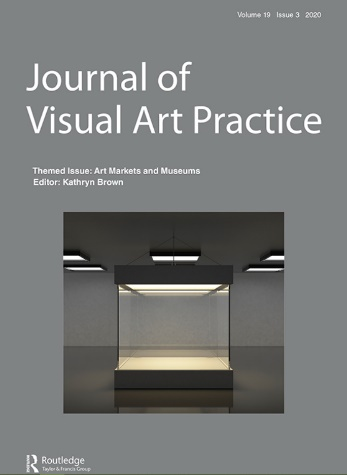 Volume 19 Issue 3 2020
Journal of
Visual Art Practice
Themed Issue: Art Markets and Museums
Editor: Kathryn Brown
Routledge
Taylor & Francis Group